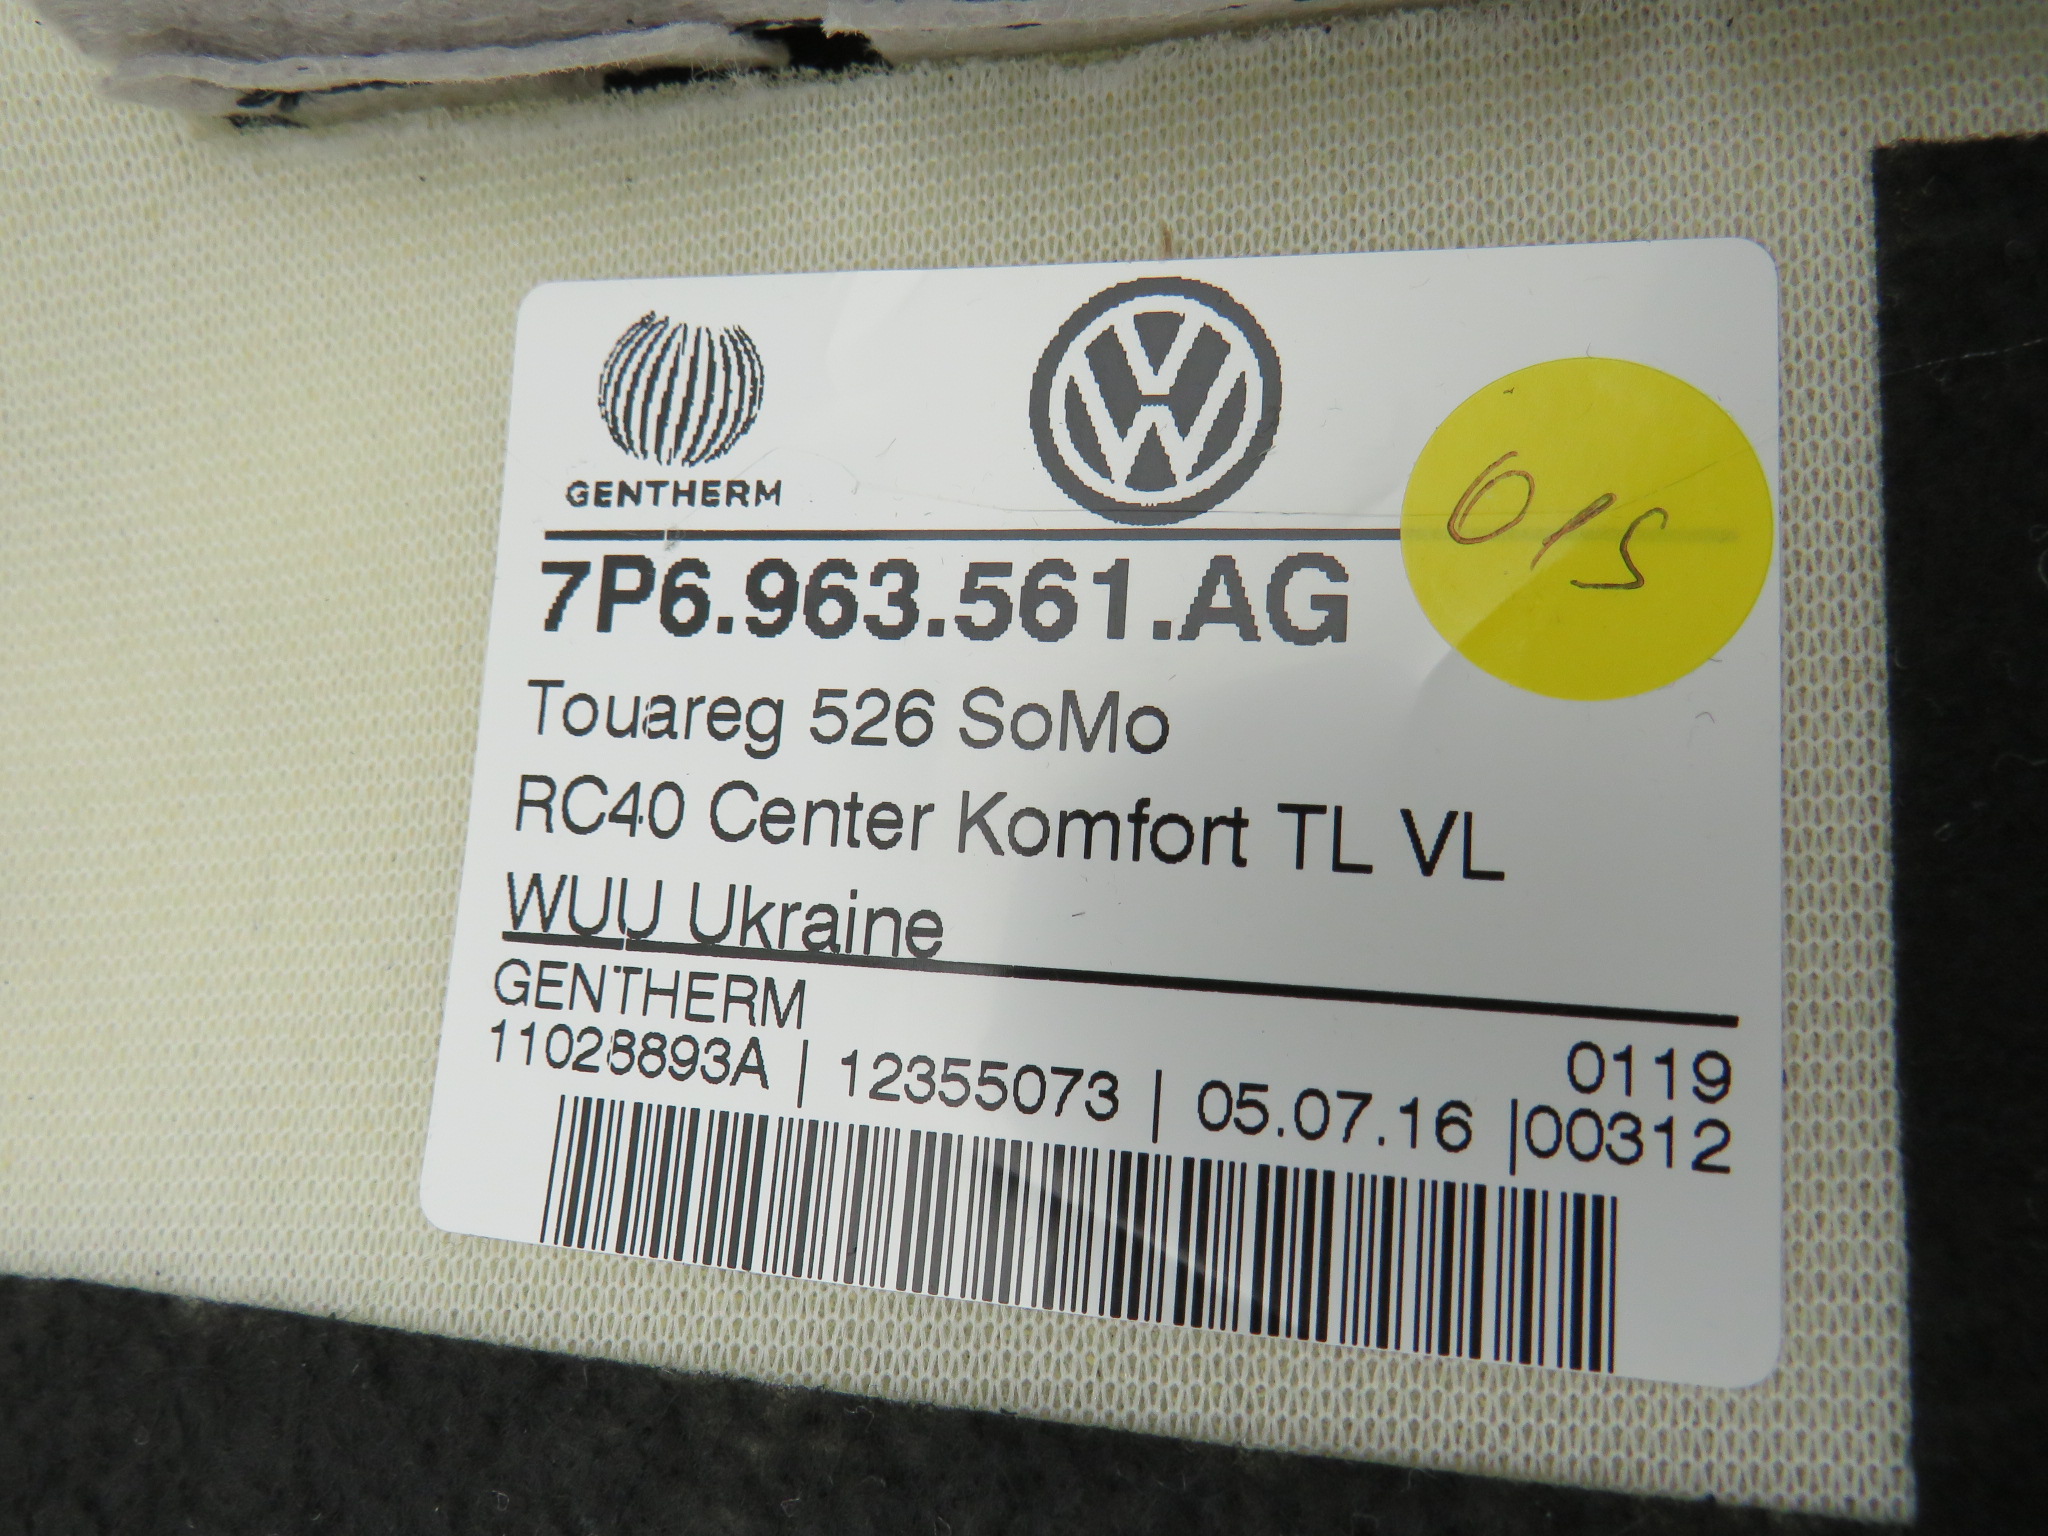 GENTHERM
7P6.963.561.AG
Touareg 526 SoMo
RC40 Center Komfort TL VL
WUU Ukraine
GENTHERM
0119
11028893A | 12355073 | 05.07.16 |00312